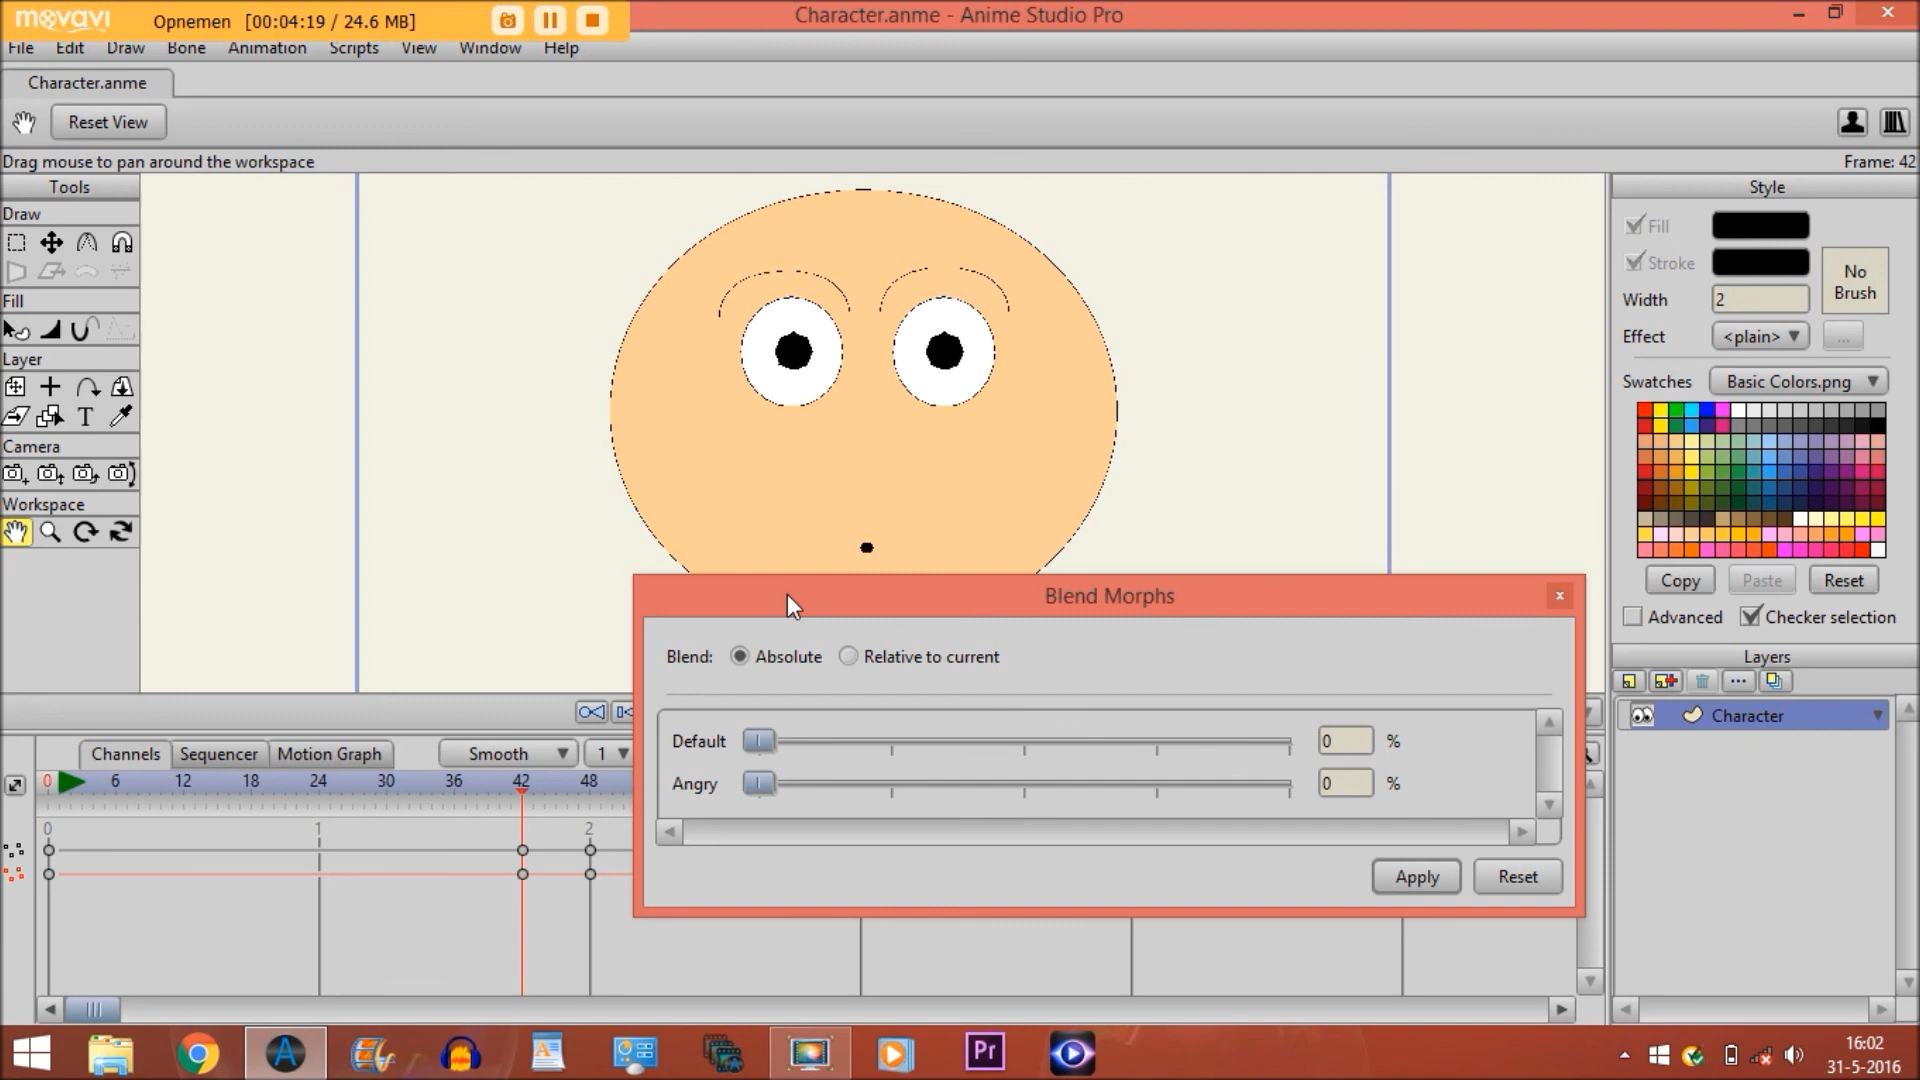 movavi Opnemen [00:04:19 / 24.6 MB] Character.anme - Anime Studio Pro
File Edit Draw Bone Animation Scripts View Window Help
Character.anme
Reset View
Drag mouse to pan around the workspace Frame: 42
Tools Style
Draw
Fill
Stroke
No
Brush
Width 2
Fill
Effect <plain> ...
Layer
Swatches Basic Colors.png
T
Camera
Workspace
Copy Paste Reset
Advanced Checker selection
Blend Morphs x
Blend: Absolute Relative to current
Layers
Character
Default 0 %
Angry 0 %
Apply Reset
Channels Sequencer Motion Graph Smooth 1
0 6 12 18 24 30 36 42 48
0 1 2
A Pr
16:02
31-5-2016